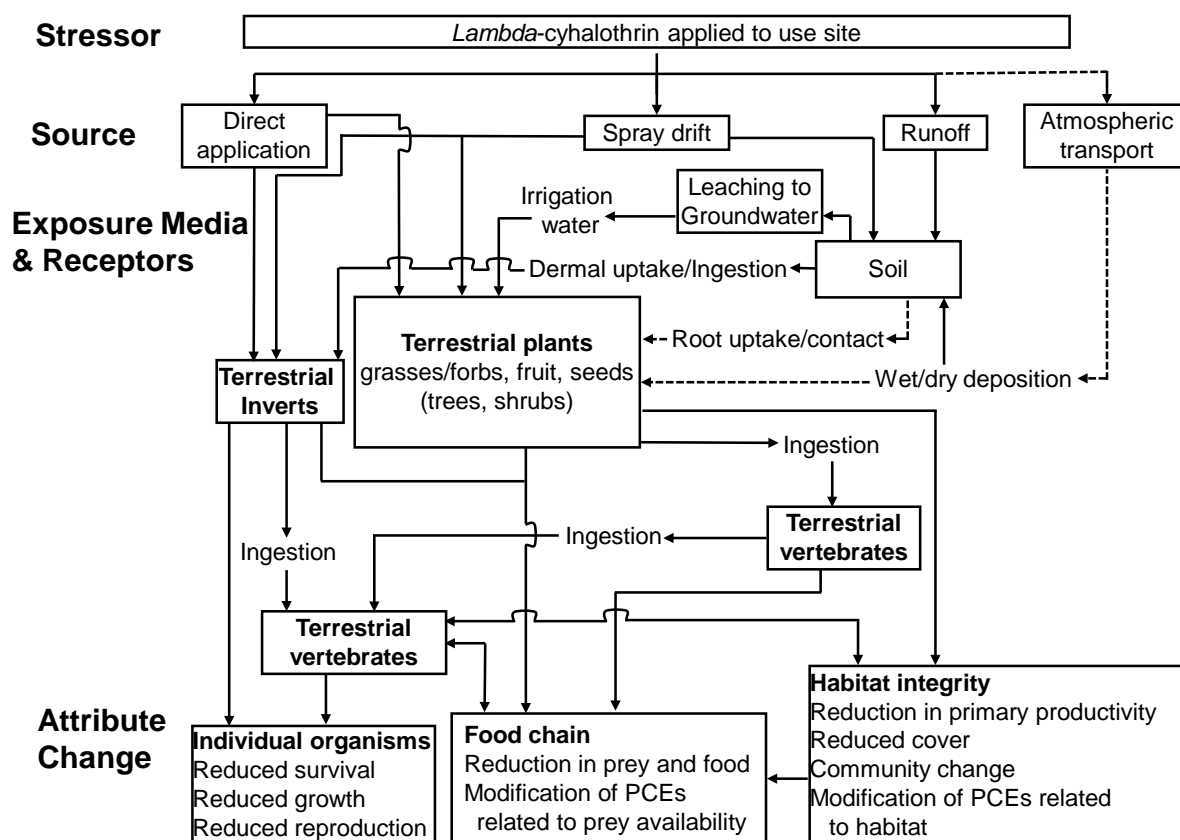 Stressor
Lambda-cyhalothrin applied to use site
Source
Direct
application
Spray drift
Runoff
Atmospheric
transport
Exposure Media
& Receptors
Irrigation
water
Leaching to
Groundwater
Dermal uptake/Ingestion
Soil
Terrestrial plants
grasses/forbs, fruit, seeds
(trees, shrubs)
Root uptake/contact
Wet/dry deposition
Terrestrial
Inverts
Ingestion
Ingestion
Ingestion
Terrestrial
vertebrates
Terrestrial
vertebrates
Attribute
Change
Individual organisms
Reduced survival
Reduced growth
Reduced reproduction
Food chain
Reduction in prey and food
Modification of PCEs
related to prey availability
Habitat integrity
Reduction in primary productivity
Reduced cover
Community change
Modification of PCEs related
to habitat